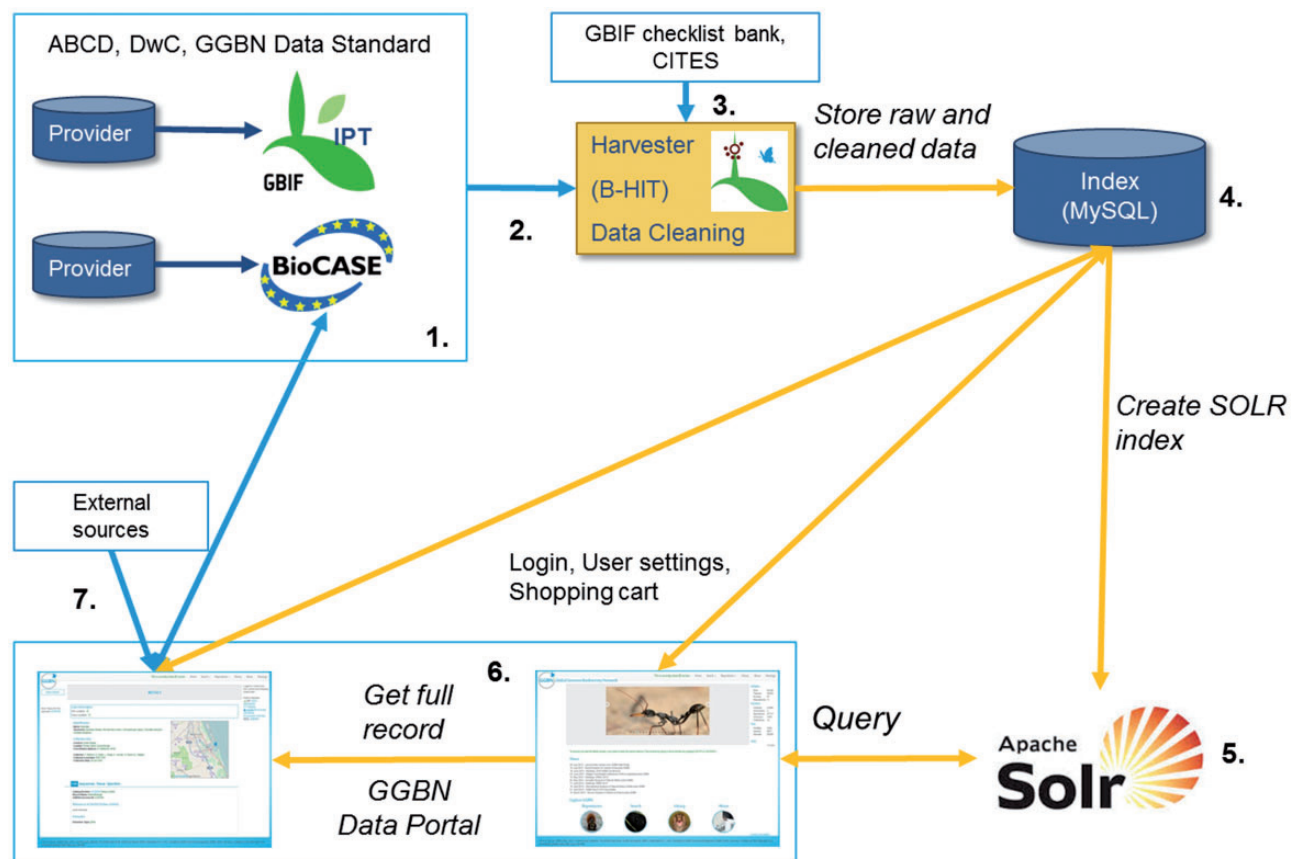 ABCD, DwC, GGBN Data Standard
Provider
IPT
GBIF
Provider
BioCASE
1.
2.
GBIF checklist bank,
CITES
3.
Harvester
(B-HIT)
Data Cleaning
Store raw and
cleaned data
Index
(MySQL)
4.
Create SOLR
index
External
sources
7.
Login, User settings,
Shopping cart
6.
Get full
record
GGBN
Data Portal
Query
Apache
Solr
5.